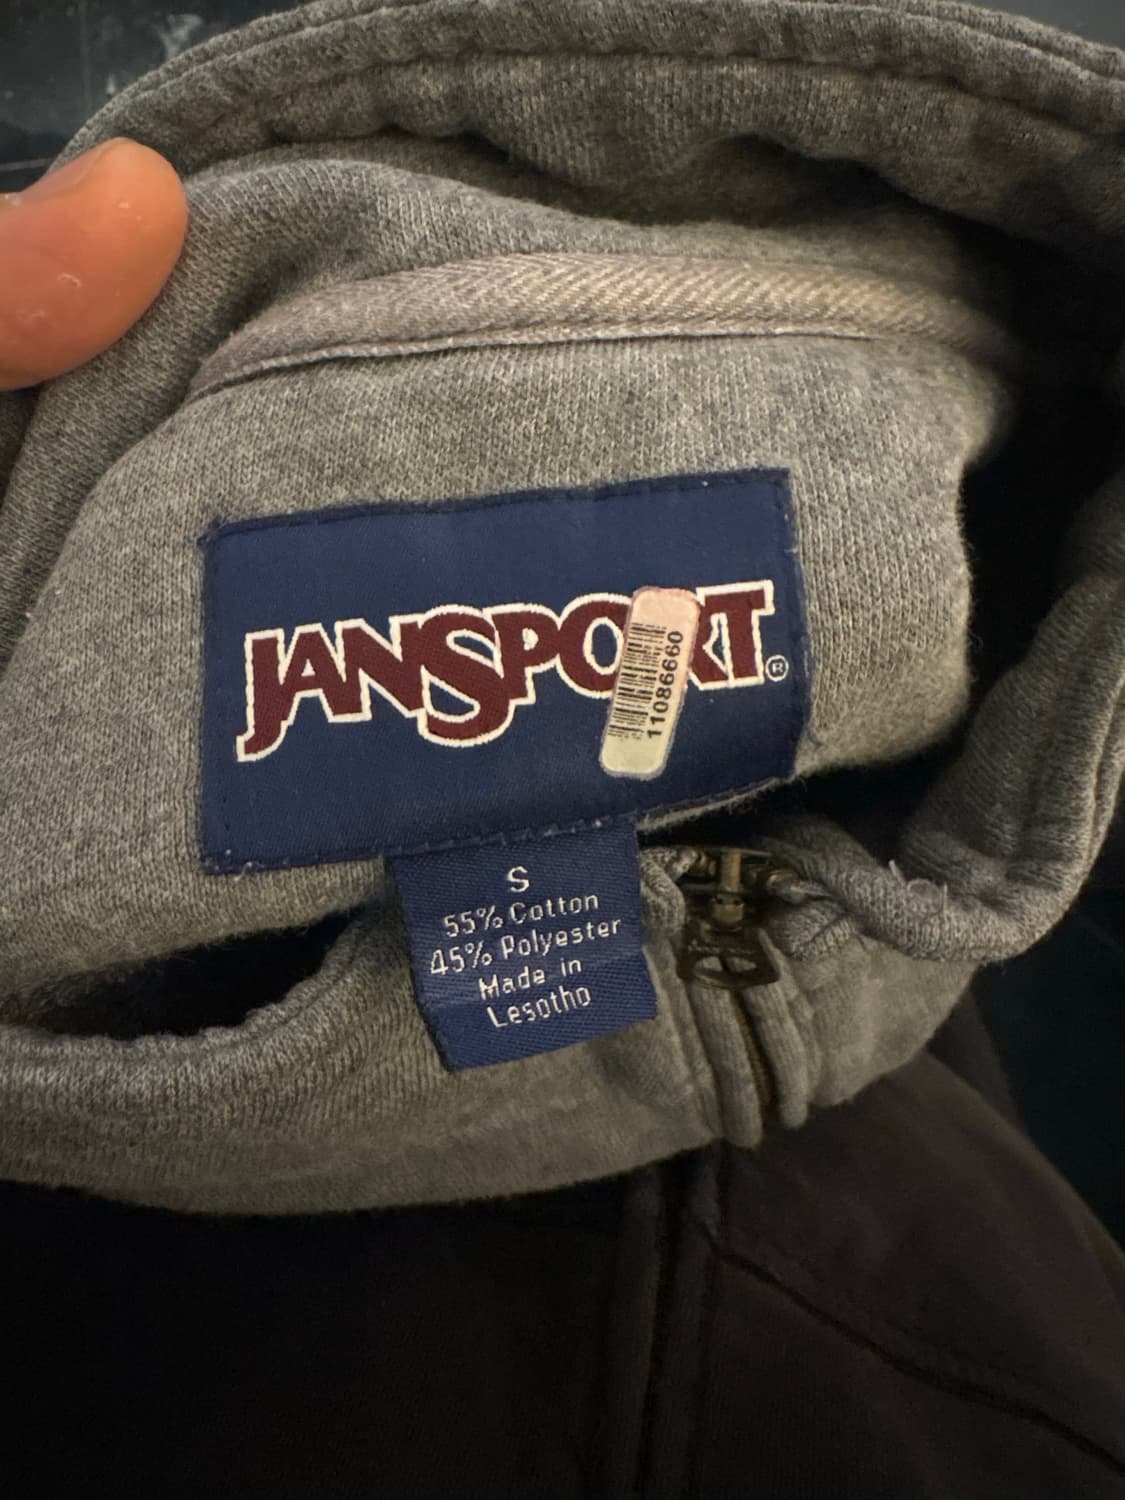 JANSPORT®
11086660
S
55% Cotton
45% Polyester
Made in
Lesotho